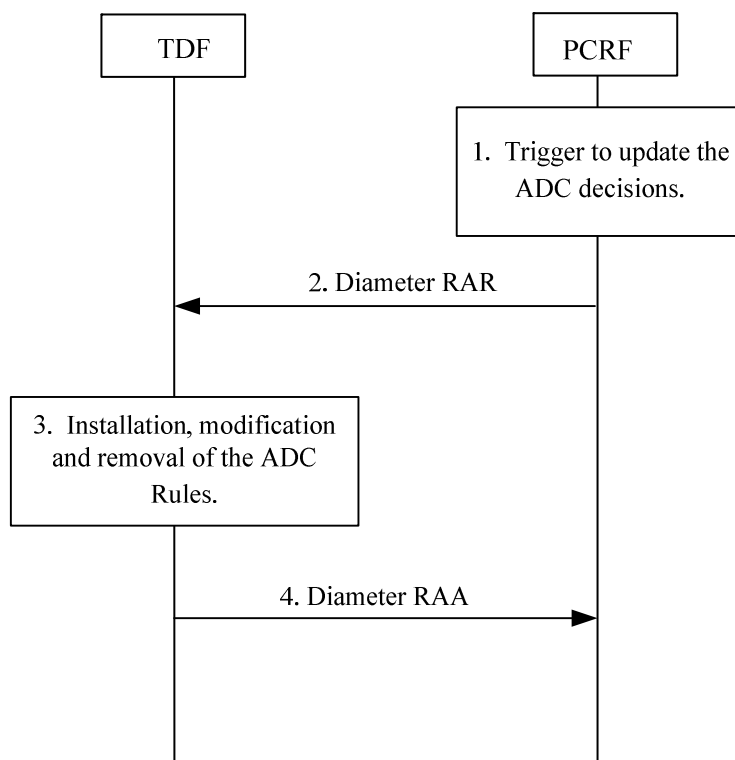 TDF
PCRF
1. Trigger to update the
ADC decisions.
2. Diameter RAR
3. Installation, modification
and removal of the ADC
Rules.
4. Diameter RAA